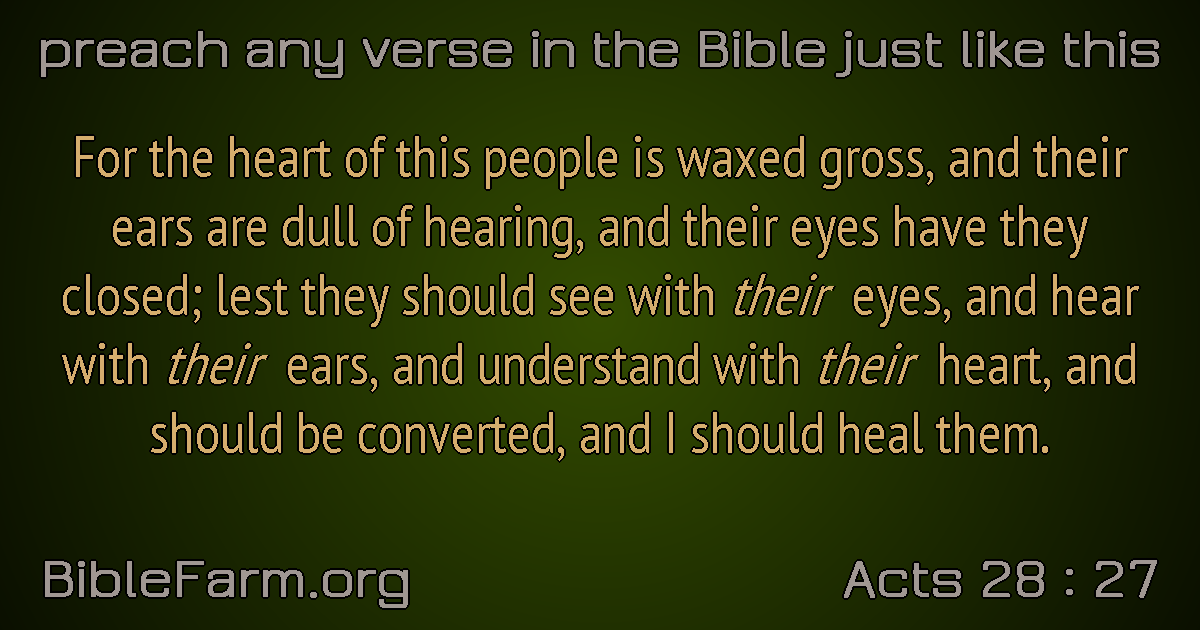 preach any verse in the Bible just like this
For the heart of this people is waxed gross, and their
ears are dull of hearing, and their eyes have they
closed; lest they should see with their eyes, and hear
with their ears, and understand with their heart, and
should be converted, and I should heal them.
BibleFarm.org
Acts 28 : 27